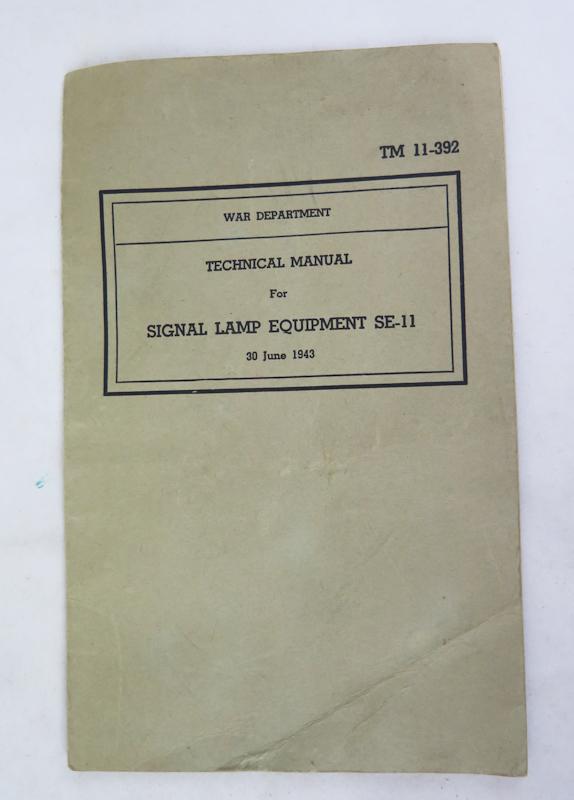 TM 11-392
WAR DEPARTMENT
TECHNICAL MANUAL
For
SIGNAL LAMP EQUIPMENT SE-11
30 June 1943